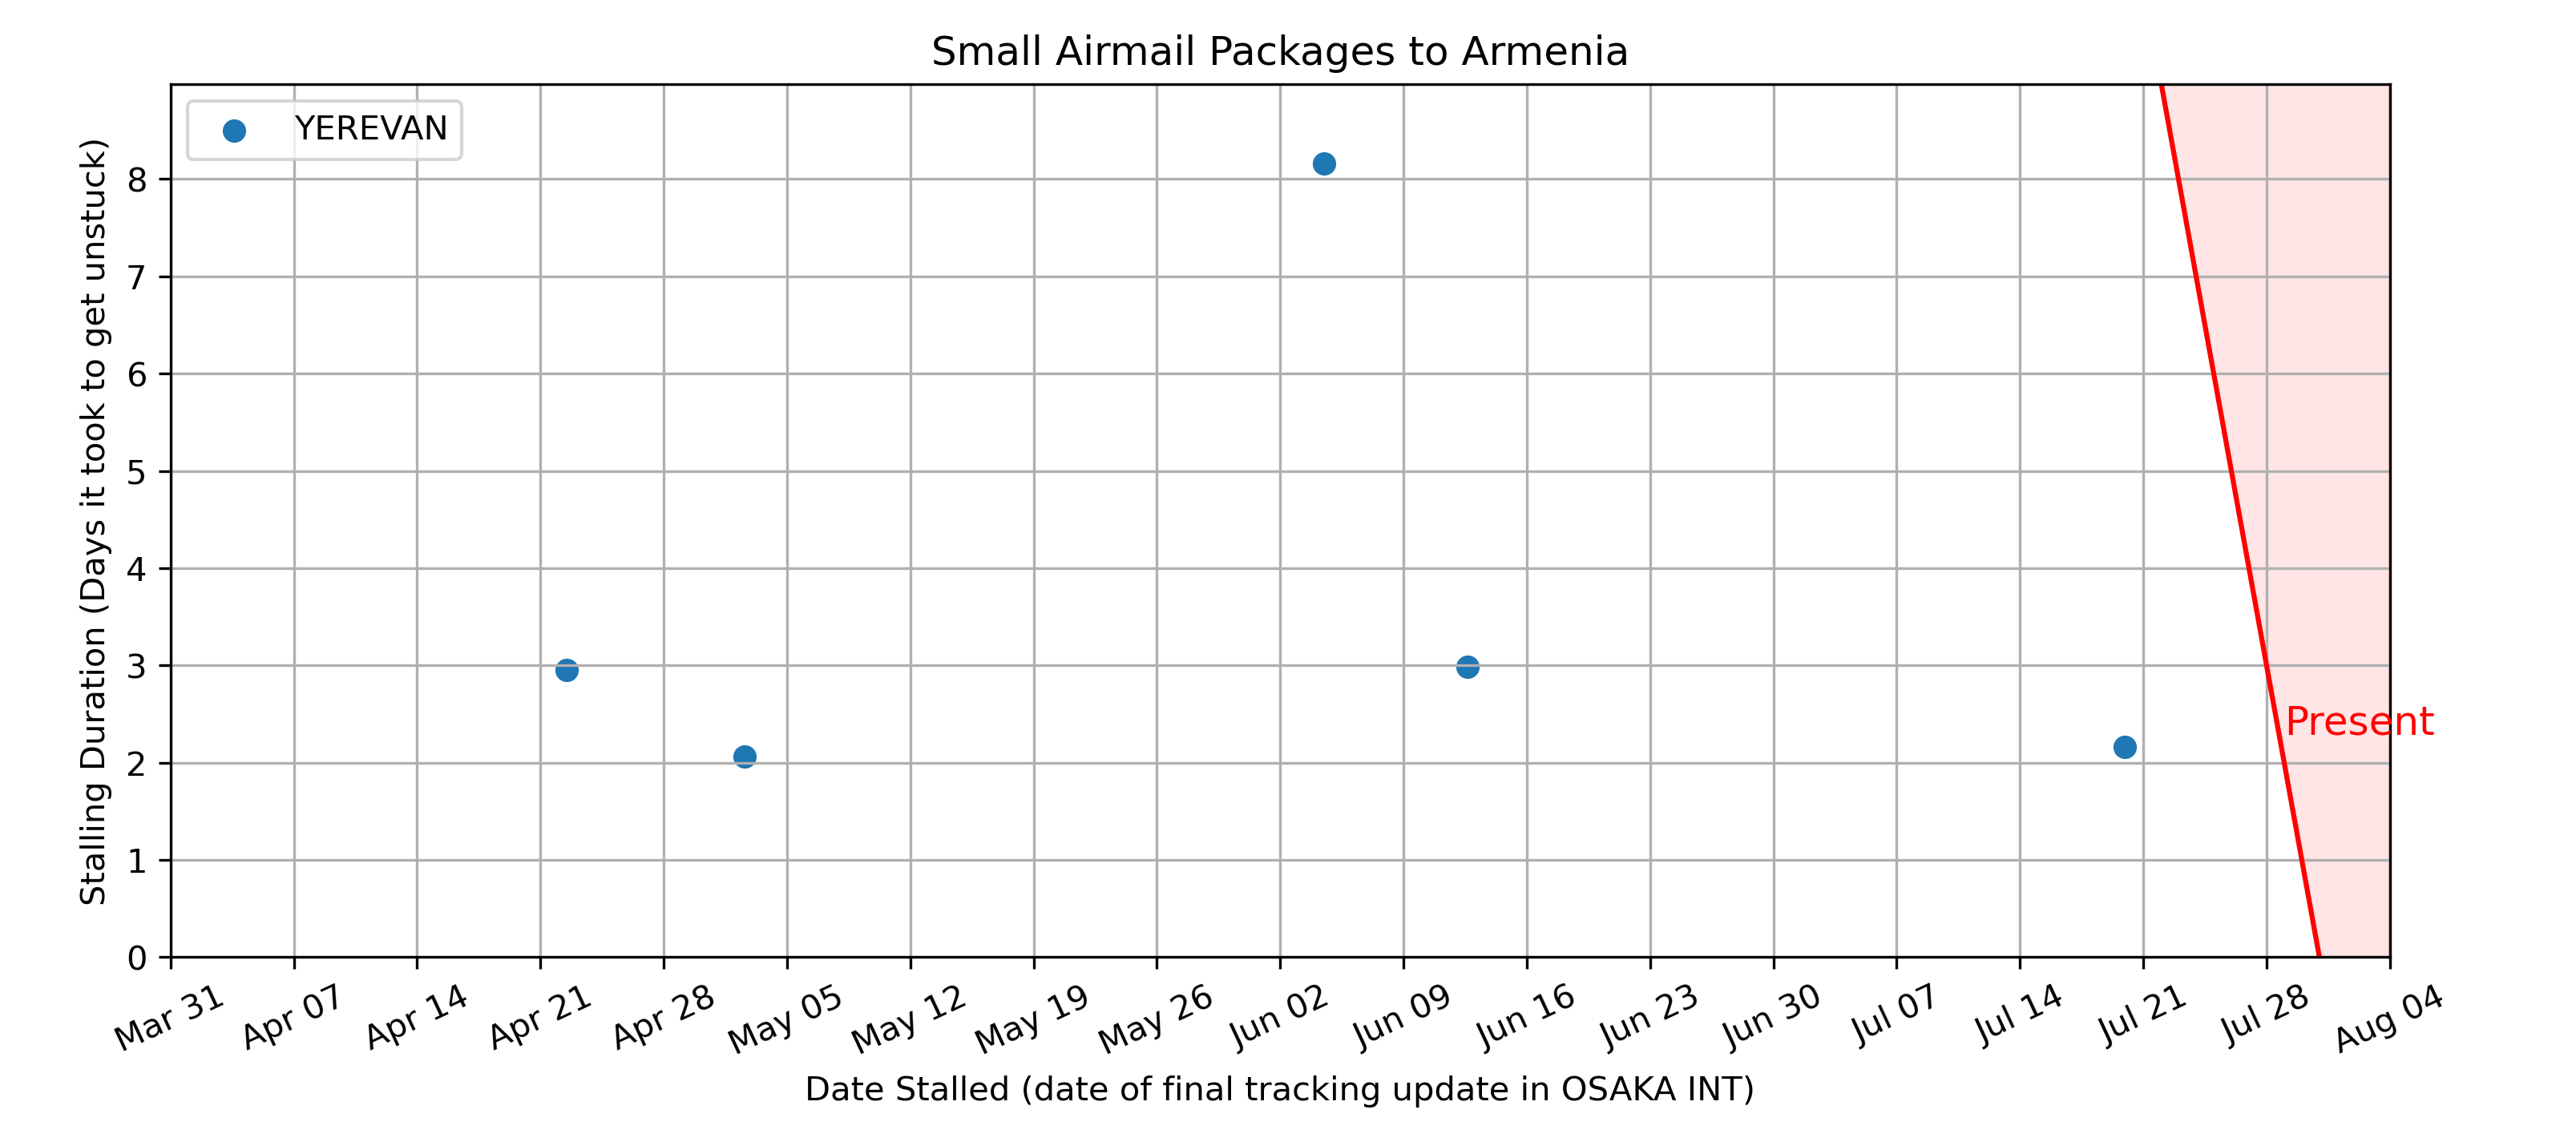 Small Airmail Packages to Armenia
YEREVAN
Stalling Duration (Days it took to get unstuck)
8
7
6
5
4
3
2
1
0
Present
Mar 31
Apr 07
Apr 14
Apr 21
Apr 28
May 05
May 12
May 19
May 26
Jun 02
Jun 09
Jun 16
Jun 23
Jun 30
Jul 07
Jul 14
Jul 21
Jul 28
Aug 04
Date Stalled (date of final tracking update in OSAKA INT)